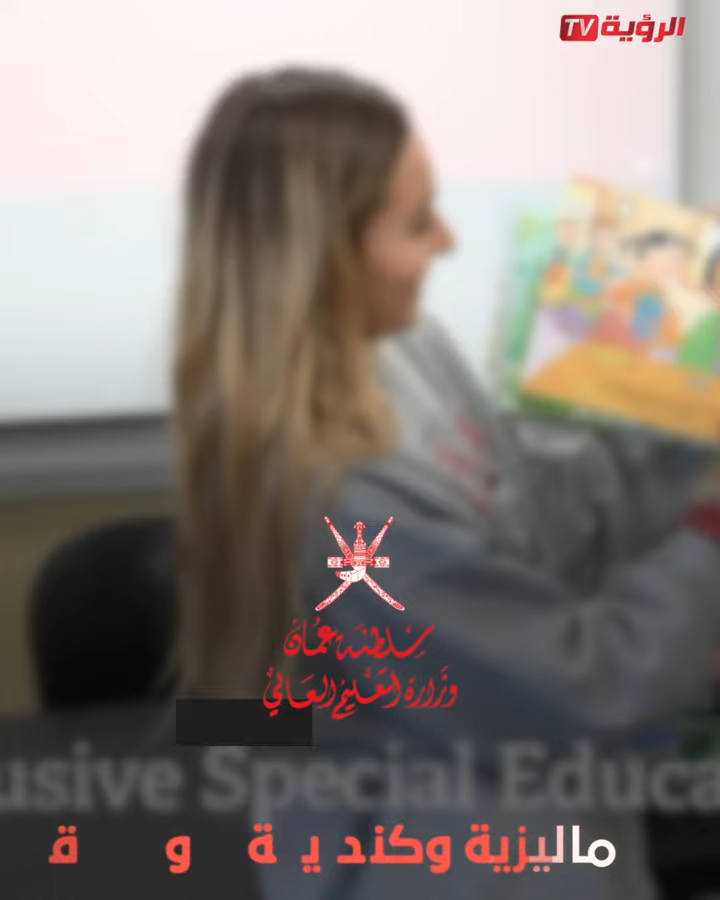 الرؤية TV
سلطنة عمان
وزارة التعليم العالي
usive Special Educa
ماليزية وكندية و ق